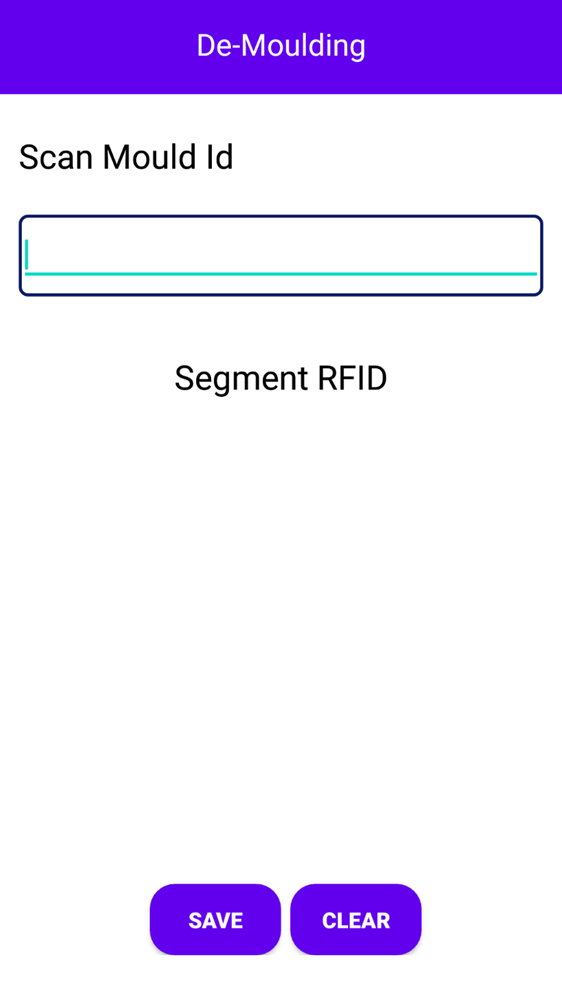 De-Moulding
Scan Mould Id
Segment RFID
SAVE CLEAR